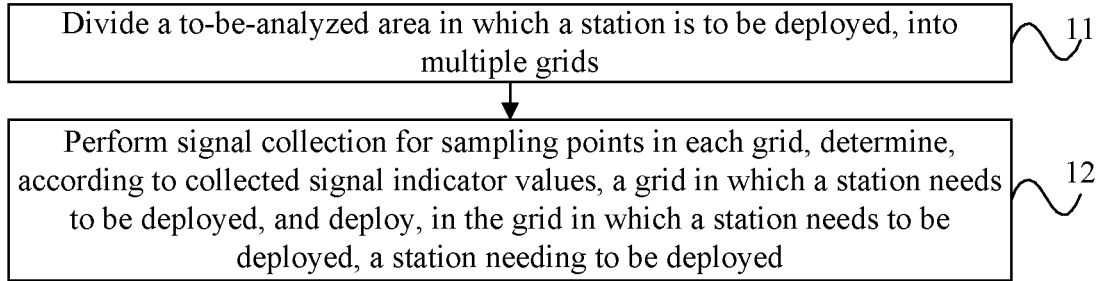 Divide a to-be-analyzed area in which a station is to be deployed, into
multiple grids
11
Perform signal collection for sampling points in each grid, determine,
according to collected signal indicator values, a grid in which a station needs
to be deployed, and deploy, in the grid in which a station needs to be
deployed, a station needing to be deployed
12